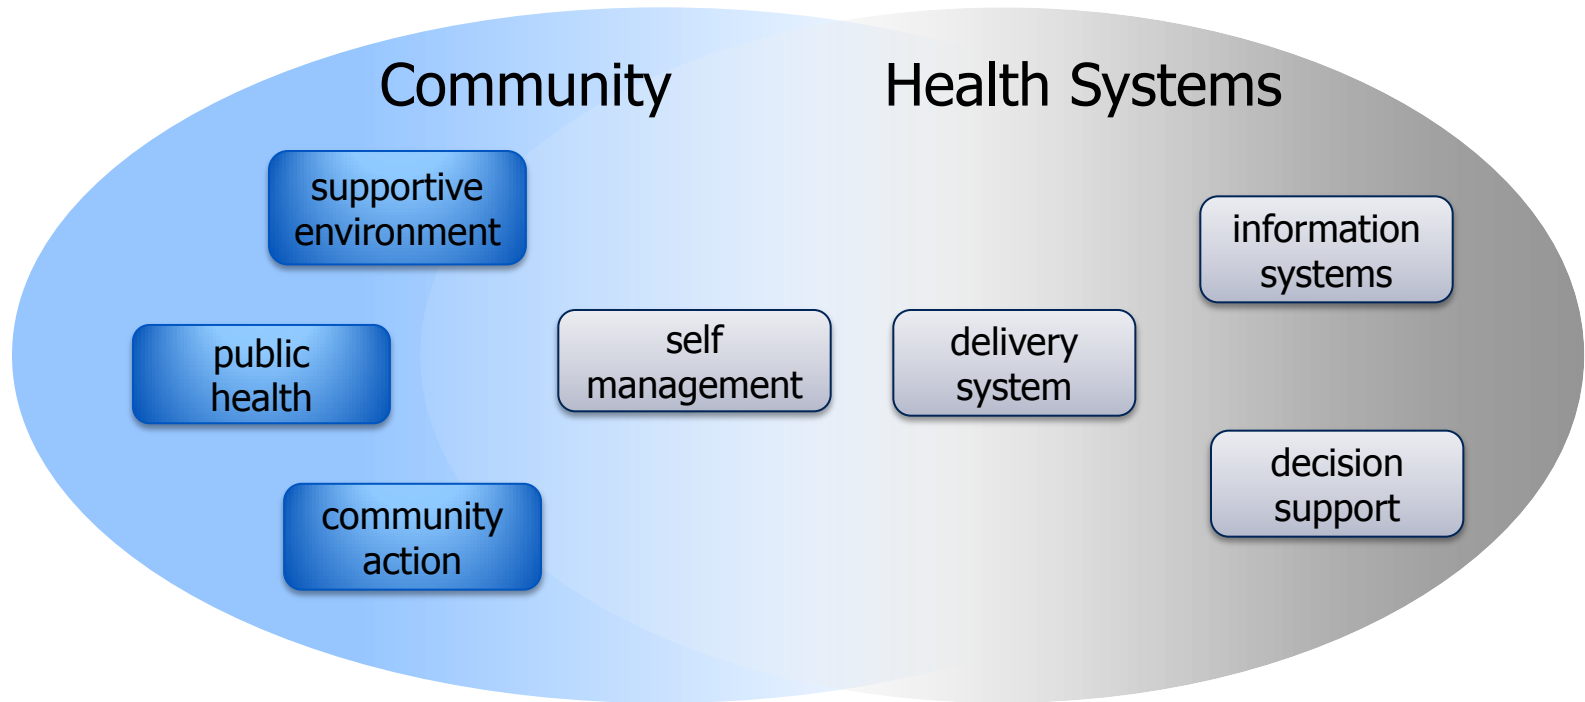 Community
Health Systems
supportive
environment
public
health
community
action
self
management
delivery
system
information
systems
decision
support